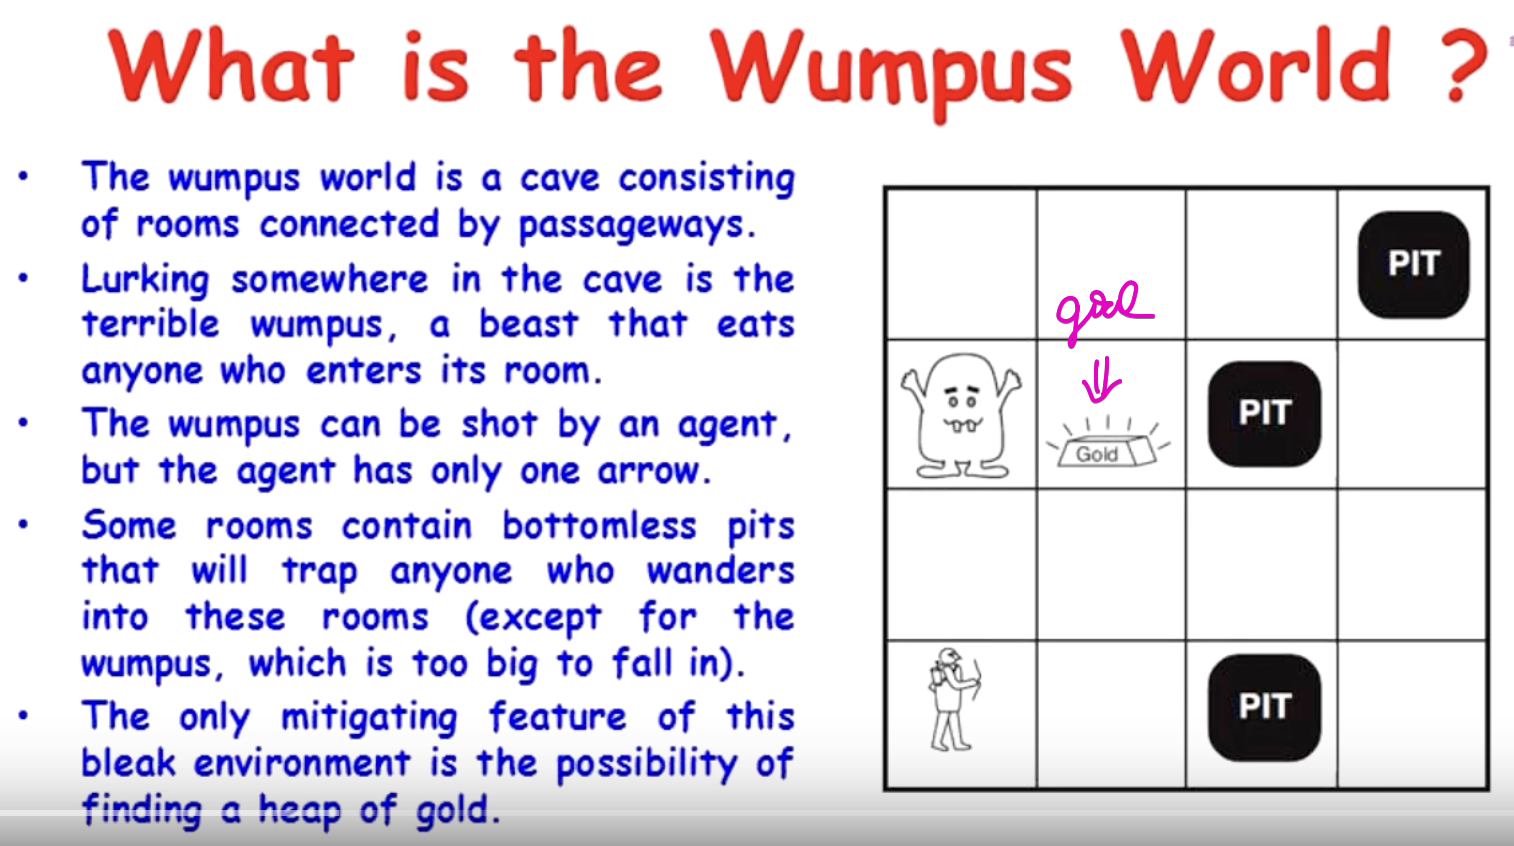 What is the Wumpus World ?
• The wumpus world is a cave consisting
of rooms connected by passageways.
• Lurking somewhere in the cave is the
terrible wumpus, a beast that eats
anyone who enters its room.
• The wumpus can be shot by an agent,
but the agent has only one arrow.
• Some rooms contain bottomless pits
that will trap anyone who wanders
into these rooms (except for the
wumpus, which is too big to fall in).
• The only mitigating feature of this
bleak environment is the possibility of
finding a heap of gold.
PIT
Gold
PIT
PIT